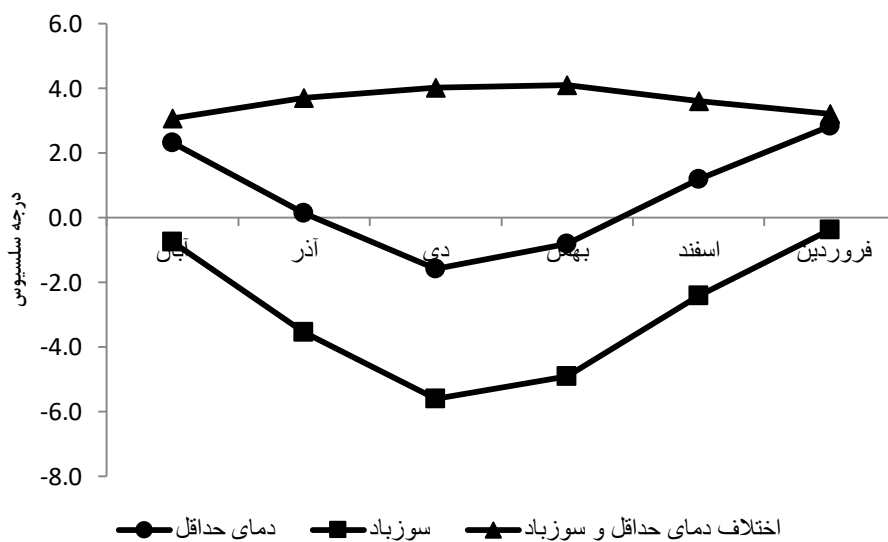 6.0
4.0
2.0
0.0
-2.0
-4.0
-6.0
-8.0
درجه سلسیوس
آبان
آذر
دی
بهمن
اسفند
فروردین
دمای حداقل
سوزباد
اختلاف دمای حداقل و سوزباد